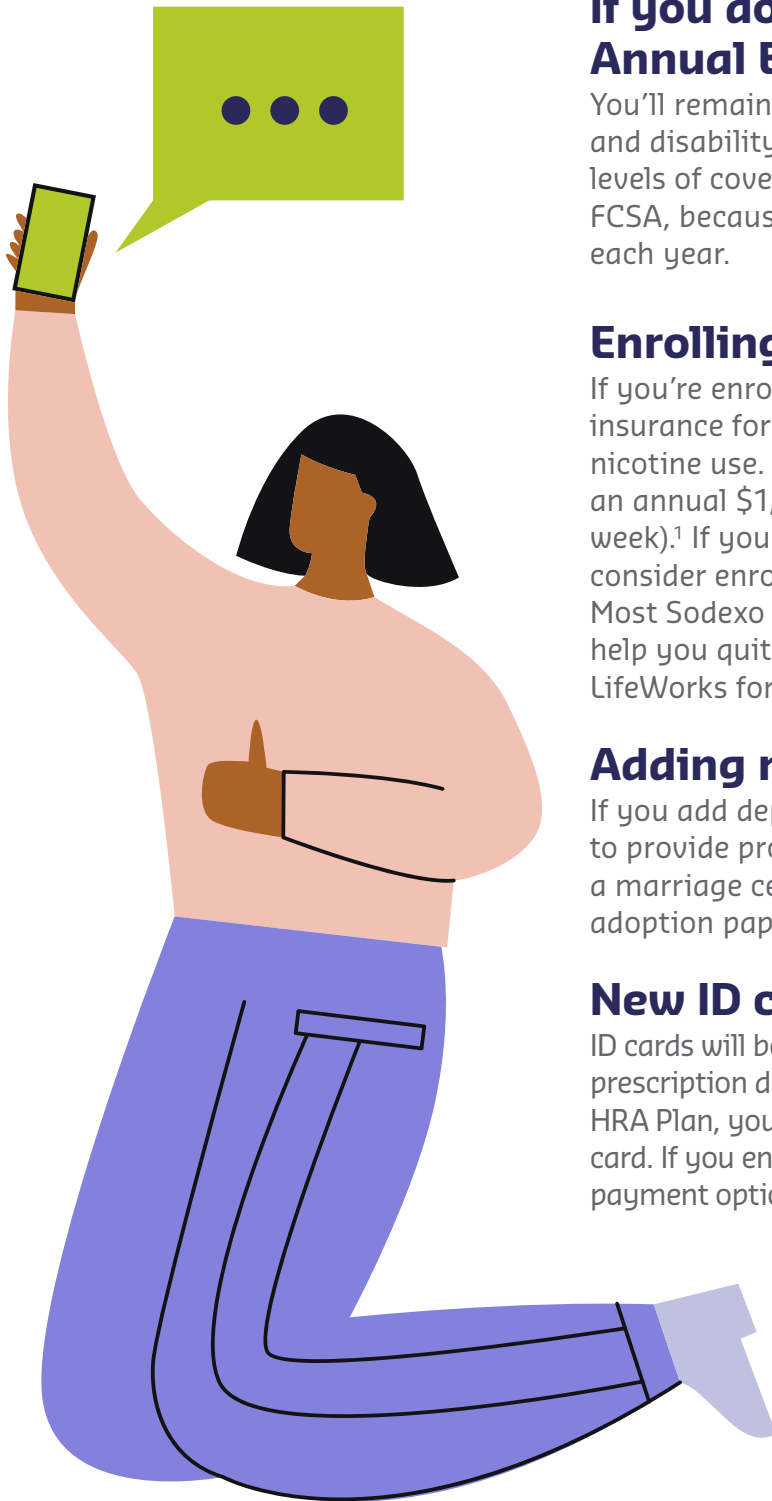 If you do
Annual E
You'll remain
and disability
levels of cove
FCSA, becaus
each year.
Enrolling
If you're enro
insurance for
nicotine use.
an annual $1,
week).¹ If you
consider enro
Most Sodexo
help you quit
LifeWorks for
Adding
If you add dep
to provide pro
a marriage ce
adoption pap
New ID c
ID cards will be
prescription d
HRA Plan, you
card. If you en
payment optio